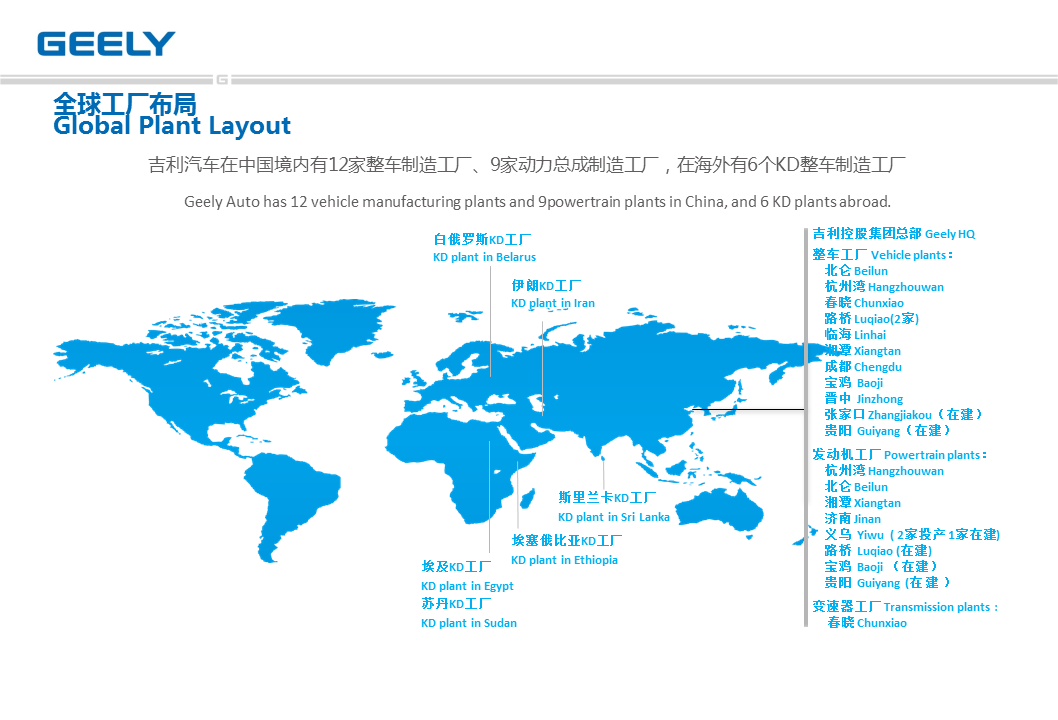 GEELY
G
全球工厂布局
Global Plant Layout
吉利汽车在中国境内有12家整车制造工厂、9家动力总成制造工厂，在海外有6个KD整车制造工厂
Geely Auto has 12 vehicle manufacturing plants and 9powertrain plants in China, and 6 KD plants abroad.
白俄罗斯KD工厂
KD plant in Belarus
伊朗KD工厂
KD plant in Iran
斯里兰卡KD工厂
KD plant in Sri Lanka
埃塞俄比亚KD工厂
KD plant in Ethiopia
埃及KD工厂
KD plant in Egypt
苏丹KD工厂
KD plant in Sudan
吉利控股集团总部 Geely HQ
整车工厂 Vehicle plants：
北仑 Beilun
杭州湾 Hangzhouwan
春晓 Chunxiao
路桥 Luqiao(2家)
临海 Linhai
湘潭 Xiangtan
成都 Chengdu
宝鸡 Baoji
晋中 Jinzhong
张家口 Zhangjiakou（在建）
贵阳 Guiyang（在建）
发动机工厂 Powertrain plants：
杭州湾 Hangzhouwan
北仑 Beilun
湘潭 Xiangtan
济南 Jinan
义乌 Yiwu ( 2家投产 1家在建)
路桥 Luqiao (在建)
宝鸡 Baoji （在建）
贵阳 Guiyang (在建 )
变速器工厂 Transmission plants :
春晓 Chunxiao